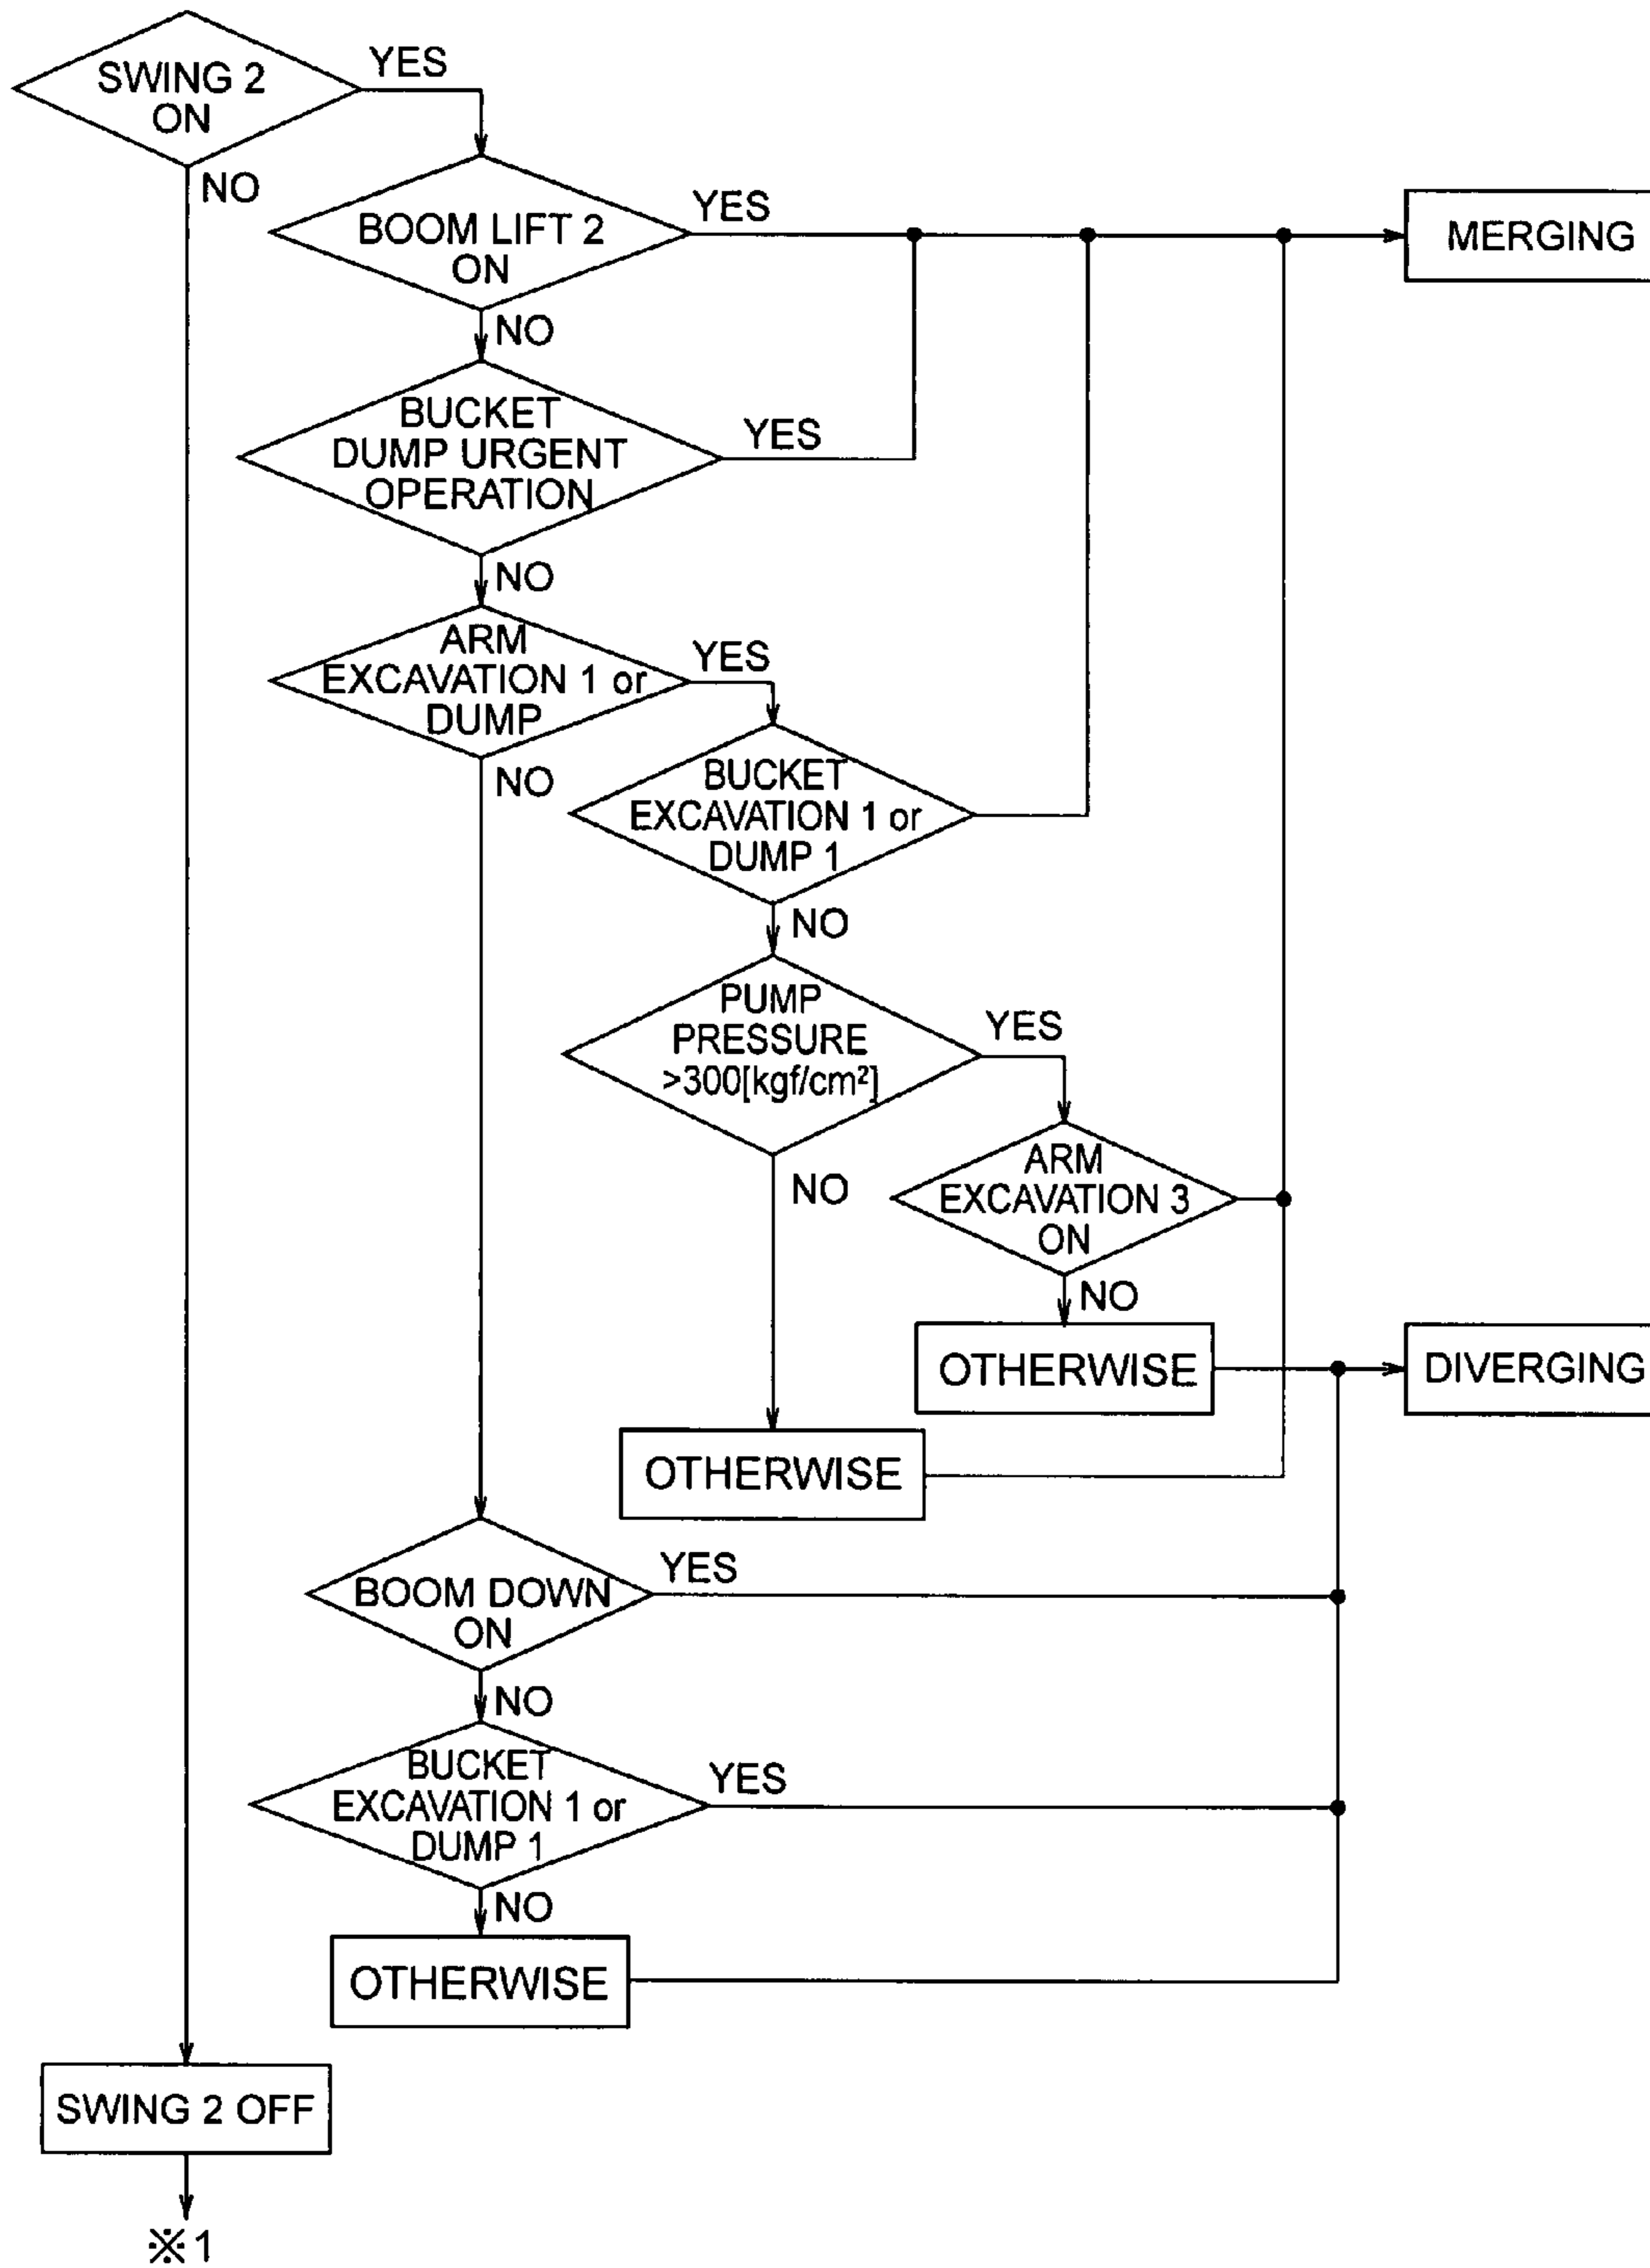 SWING 2
ON
YES
NO
BOOM LIFT 2
ON
YES
MERGING
NO
BUCKET
DUMP URGENT
OPERATION
YES
NO
ARM
EXCAVATION 1 or
DUMP
YES
NO
BUCKET
EXCAVATION 1 or
DUMP 1
NO
PUMP
PRESSURE
>300[kgf/cm²]
YES
NO
ARM
EXCAVATION 3
ON
NO
OTHERWISE
DIVERGING
OTHERWISE
BOOM DOWN
ON
YES
NO
BUCKET
EXCAVATION 1 or
DUMP 1
YES
NO
OTHERWISE
SWING 2 OFF
※1